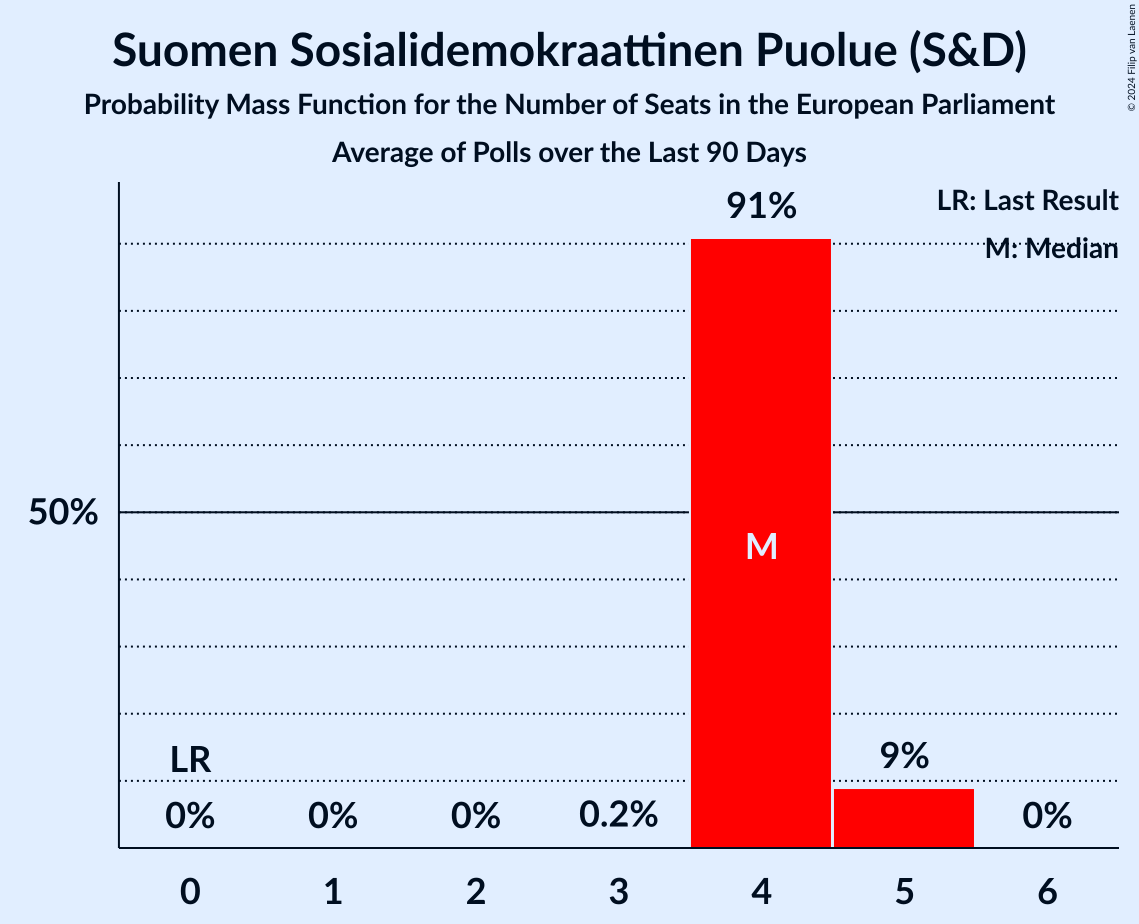 Suomen Sosialidemokraattinen Puolue (S&D)
Probability Mass Function for the Number of Seats in the European Parliament
Average of Polls over the Last 90 Days
© 2024 Filip van Laenen
LR: Last Result
M: Median
91%
50%
M
LR
9%
0%
0%
0%
0.2%
0%
0
1
2
3
4
5
6